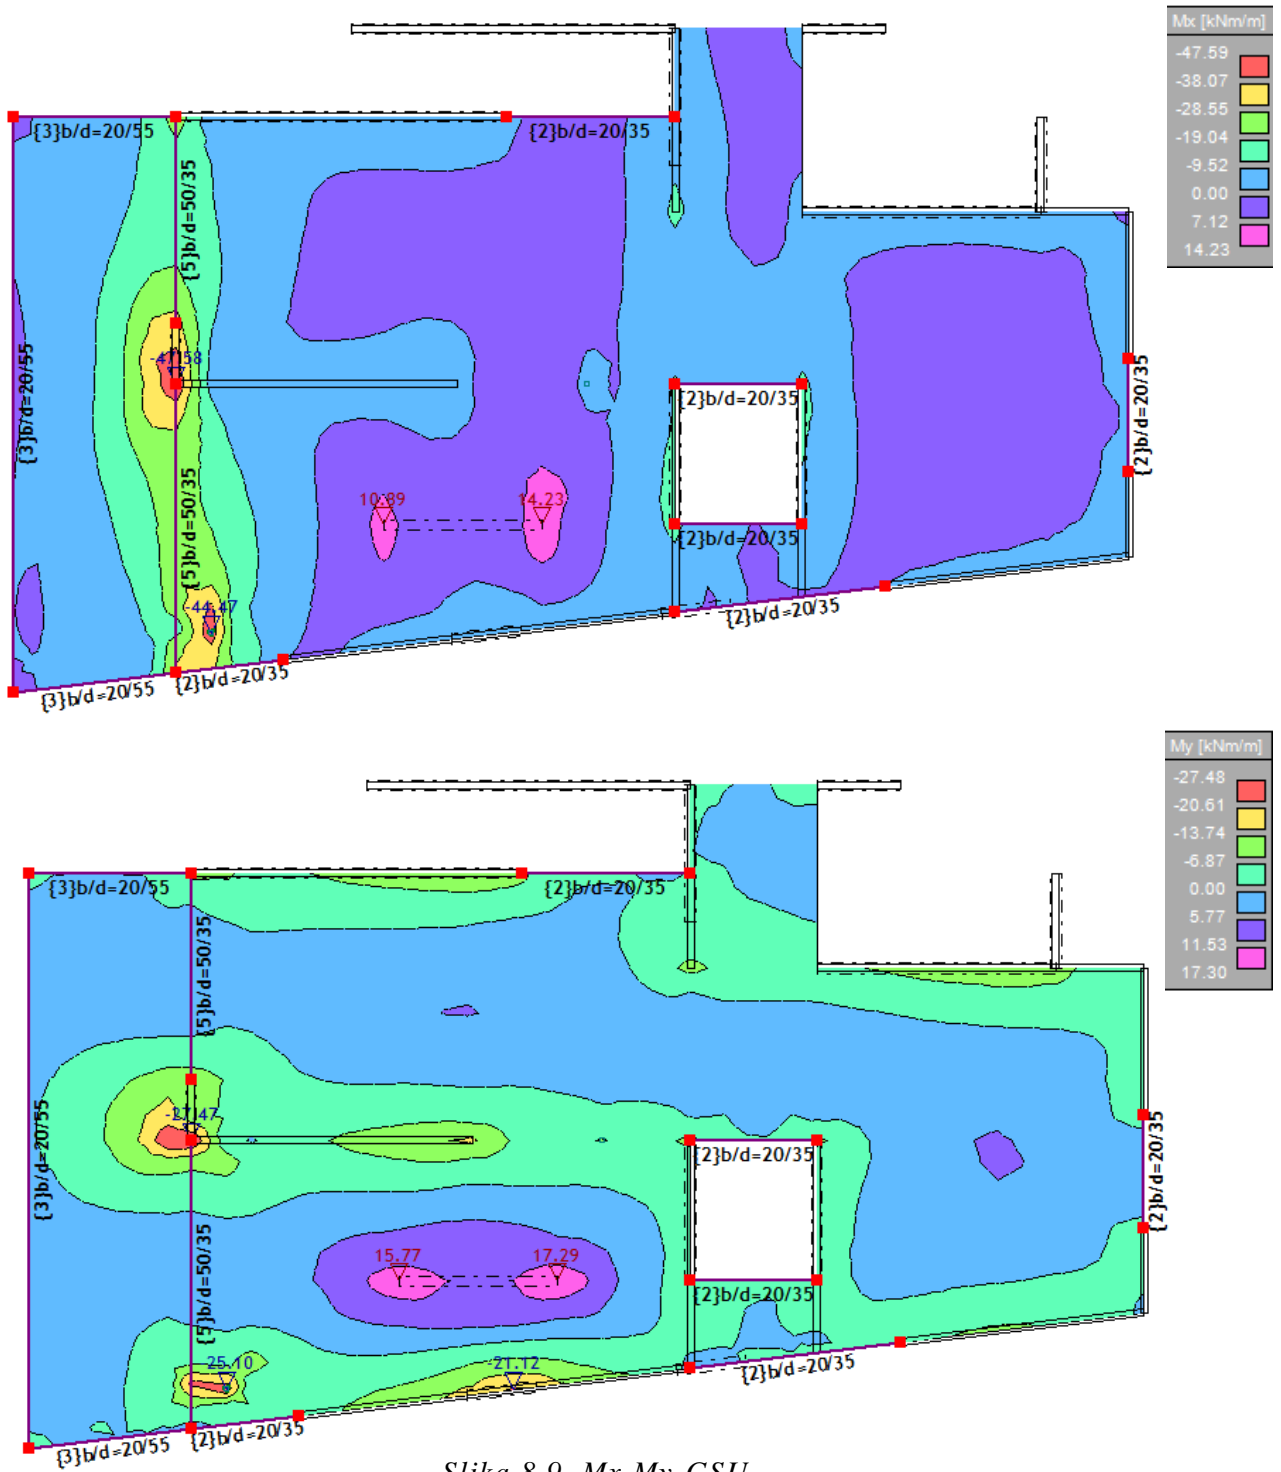 Mx [kNm/m]
-47.59
-38.07
-28.55
-19.04
-9.52
0.00
7.12
14.23
{3}b/d=20/55
{2}b/d=20/35
{5}b/d=50/35
-47.58
{3}b/d=20/55
{2}b/d=20/35
{2}b/d=20/35
{5}b/d=50/35
10.89
14.23
{2}b/d=20/35
-44.47
{2}b/d=20/35
{2}b/d=20/35
{3}b/d=20/55
My [kNm/m]
-27.48
-20.61
-13.74
-6.87
0.00
5.77
11.53
17.30
{3}b/d=20/55
{2}b/d=20/35
{5}b/d=50/35
-27.47
{3}b/d=20/55
{2}b/d=20/35
{2}b/d=20/35
{5}b/d=50/35
15.77
17.29
{2}b/d=20/35
25.10
-21.12
{2}b/d=20/35
{2}b/d=20/35
{3}b/d=20/55
Slika 8.9. Mx My GSU